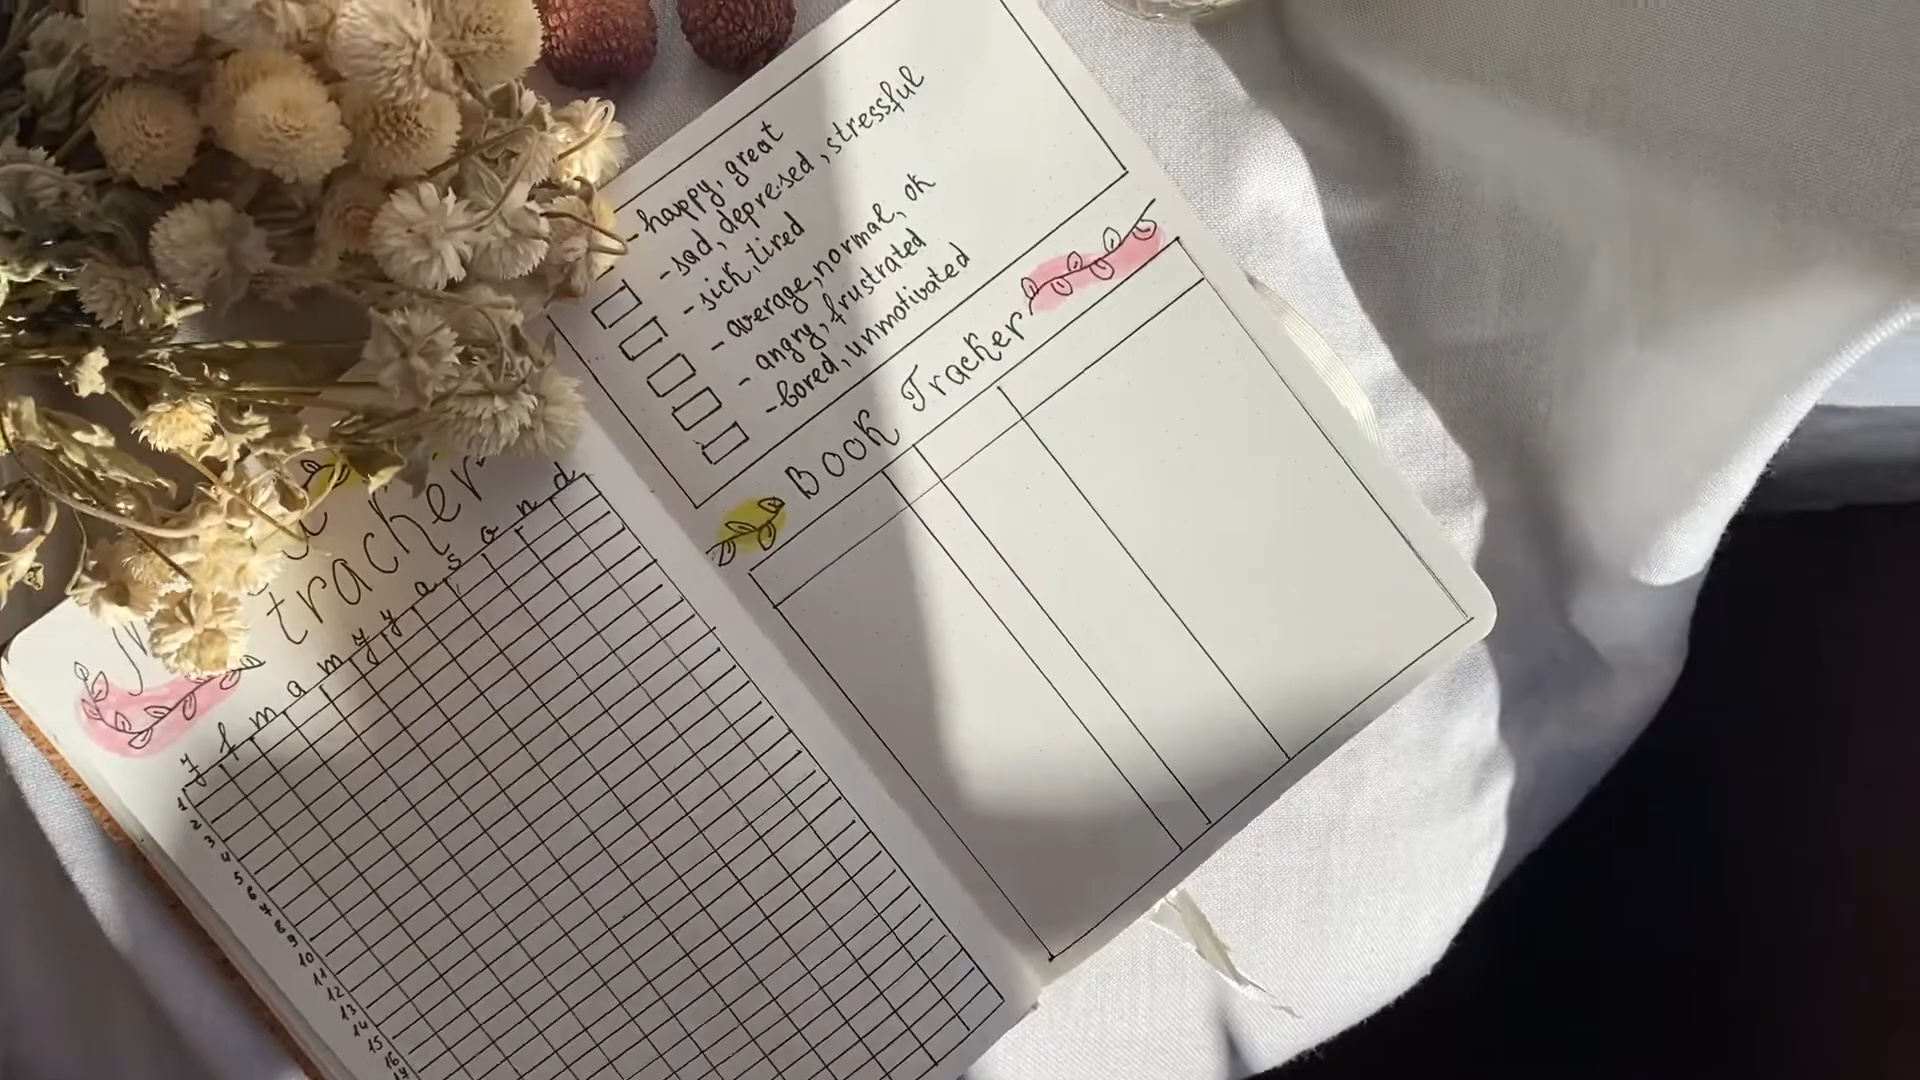 tracker
y f m a m y y a s o n d
1
2
3
4
5
6
7
8
9
10
11
12
13
14
15
16
17
- happy, great
- sad, depresed, stressful
- sick, tired
- average, normal, ok
- angry, frustrated
- bored, unmotivated
Book Tracker